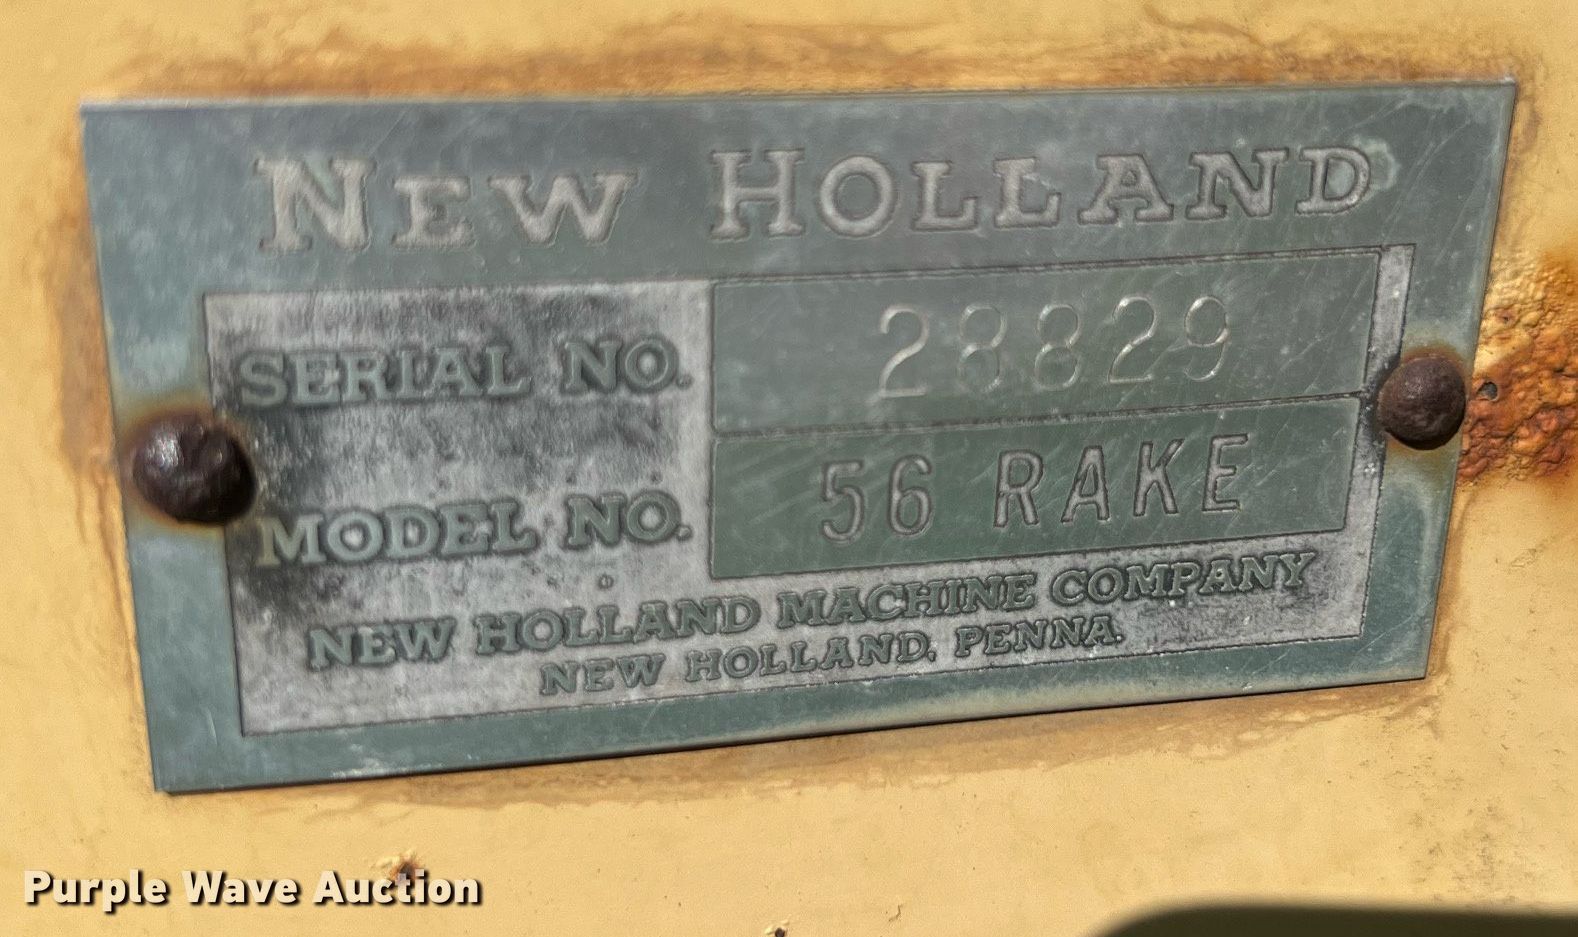 NEW HOLLAND
SERIAL NO. 28829
MODEL NO. 56 RAKE
NEW HOLLAND MACHINE COMPANY
NEW HOLLAND, PENNA.
Purple Wave Auction